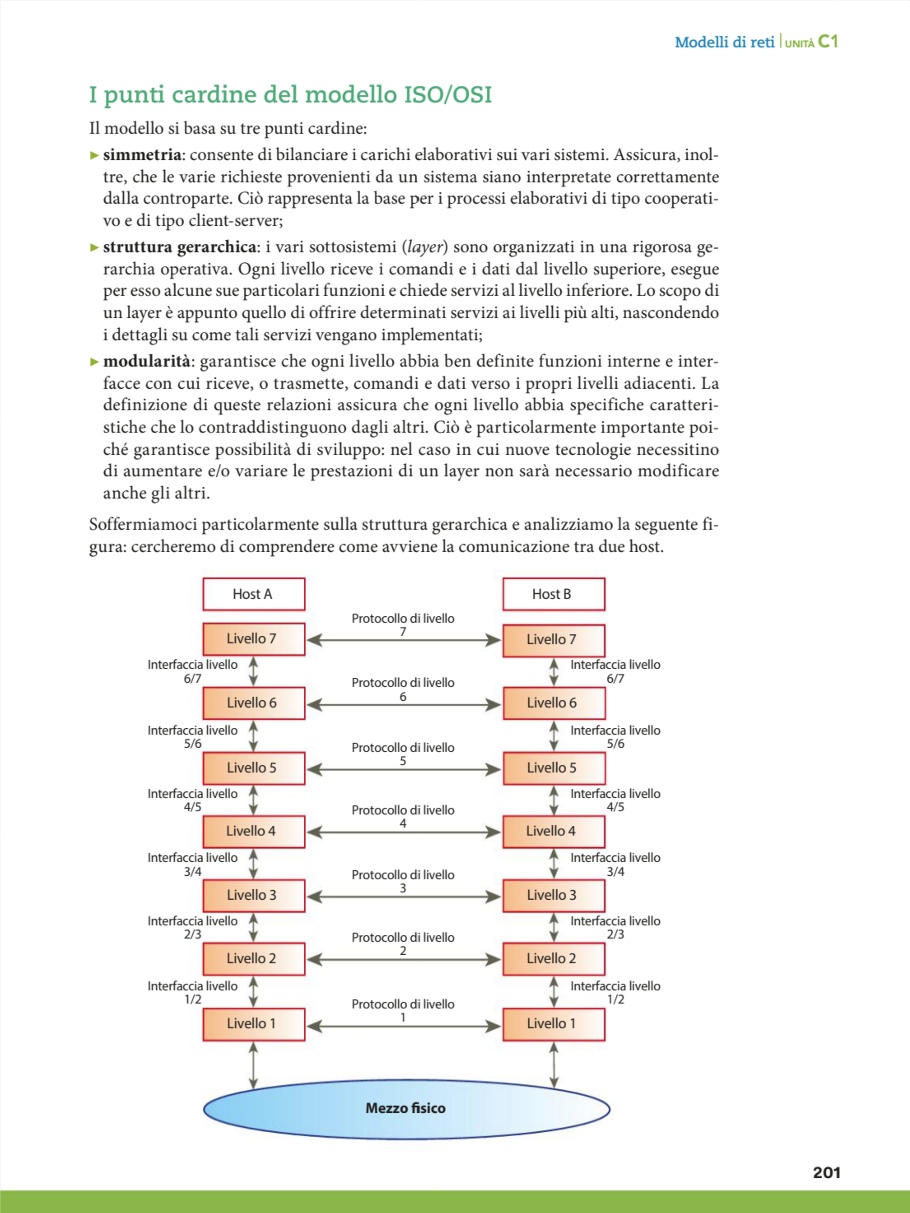 Modelli di reti | UNITÀ C1
I punti cardine del modello ISO/OSI
Il modello si basa su tre punti cardine:
▶ simmetria: consente di bilanciare i carichi elaborativi sui vari sistemi. Assicura, inol-
tre, che le varie richieste provenienti da un sistema siano interpretate correttamente
dalla controparte. Ciò rappresenta la base per i processi elaborativi di tipo cooperati-
vo e di tipo client-server;
▶ struttura gerarchica: i vari sottosistemi (layer) sono organizzati in una rigorosa ge-
rarchia operativa. Ogni livello riceve i comandi e i dati dal livello superiore, esegue
per esso alcune sue particolari funzioni e chiede servizi al livello inferiore. Lo scopo di
un layer è appunto quello di offrire determinati servizi ai livelli più alti, nascondendo
i dettagli su come tali servizi vengano implementati;
▶ modularità: garantisce che ogni livello abbia ben definite funzioni interne e inter-
facce con cui riceve, o trasmette, comandi e dati verso i propri livelli adiacenti. La
definizione di queste relazioni assicura che ogni livello abbia specifiche caratteri-
stiche che lo contraddistinguono dagli altri. Ciò è particolarmente importante poi-
ché garantisce possibilità di sviluppo: nel caso in cui nuove tecnologie necessitino
di aumentare e/o variare le prestazioni di un layer non sarà necessario modificare
anche gli altri.
Soffermiamoci particolarmente sulla struttura gerarchica e analizziamo la seguente fi-
gura: cercheremo di comprendere come avviene la comunicazione tra due host.
Host A
Host B
Protocollo di livello
7
Livello 7
Livello 7
Interfaccia livello
6/7
Interfaccia livello
6/7
Protocollo di livello
6
Livello 6
Livello 6
Interfaccia livello
5/6
Interfaccia livello
5/6
Protocollo di livello
5
Livello 5
Livello 5
Interfaccia livello
4/5
Interfaccia livello
4/5
Protocollo di livello
4
Livello 4
Livello 4
Interfaccia livello
3/4
Interfaccia livello
3/4
Protocollo di livello
3
Livello 3
Livello 3
Interfaccia livello
2/3
Interfaccia livello
2/3
Protocollo di livello
2
Livello 2
Livello 2
Interfaccia livello
1/2
Interfaccia livello
1/2
Protocollo di livello
1
Livello 1
Livello 1
Mezzo fisico
201